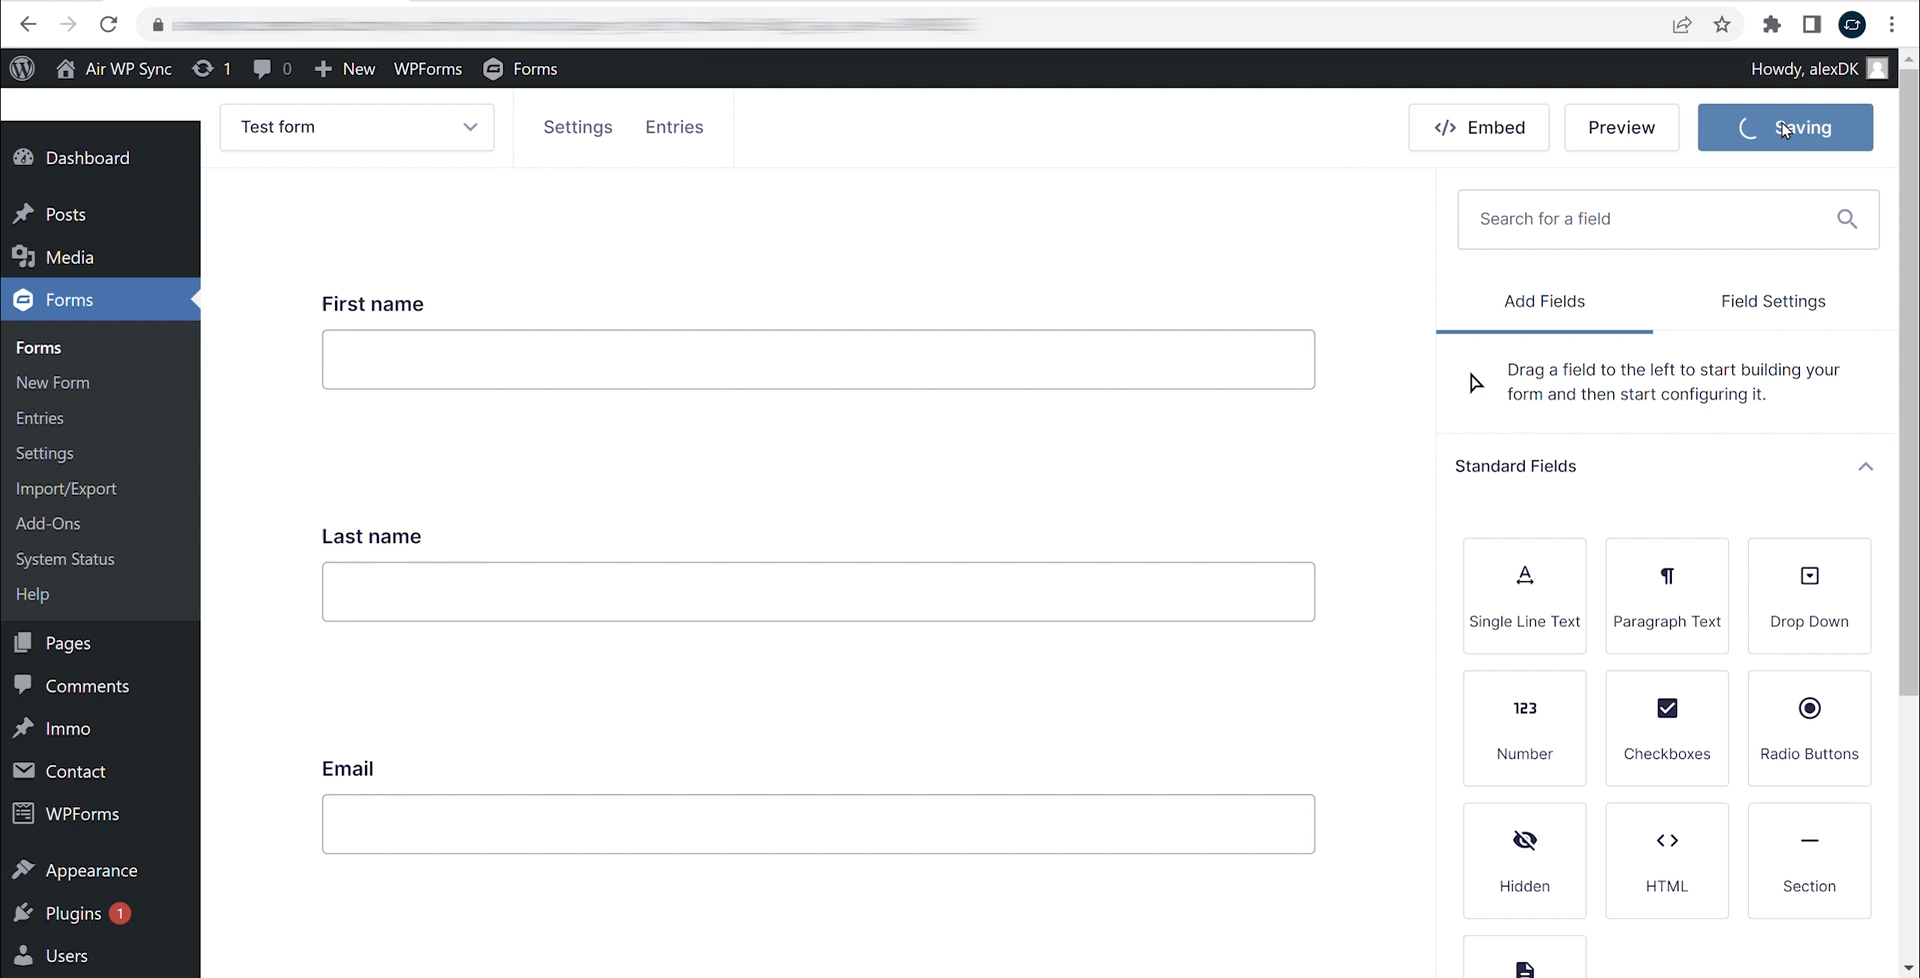 Air WP Sync 1 0 New WPForms Forms Howdy, alexDK
Test form Settings Entries </> Embed Preview Saving
Dashboard
Posts
Media
Forms
Forms
New Form
Entries
Settings
Import/Export
Add-Ons
System Status
Help
Pages
Comments
Immo
Contact
WPForms
Appearance
Plugins 1
Users
First name
Last name
Email
Search for a field
Add Fields Field Settings
Drag a field to the left to start building your
form and then start configuring it.
Standard Fields
Single Line Text Paragraph Text Drop Down
123
Number Checkboxes Radio Buttons
Hidden HTML Section